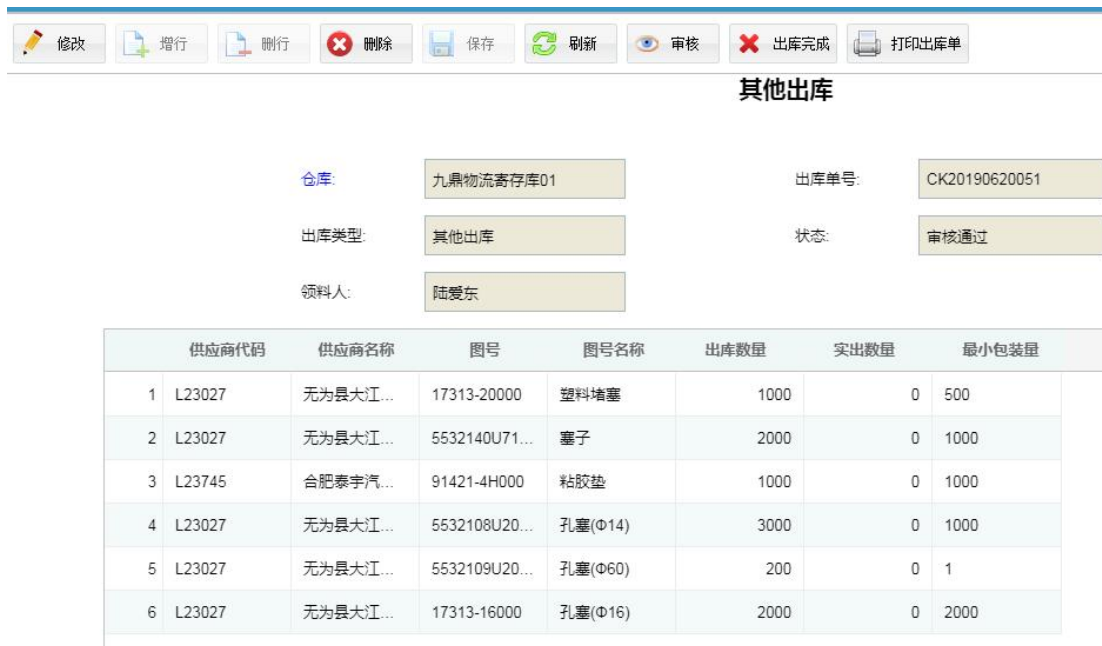 修改 增行 删行 删除 保存 刷新 审核 出库完成 打印出库单
其他出库
仓库: 九鼎物流寄存库01 出库单号: CK20190620051
出库类型: 其他出库 状态: 审核通过
领料人: 陆爱东
供应商代码 供应商名称 图号 图号名称 出库数量 实出数量 最小包装量
1 L23027 无为县大江... 17313-20000 塑料堵塞 1000 0 500
2 L23027 无为县大江... 5532140U71... 塞子 2000 0 1000
3 L23745 合肥泰宇汽... 91421-4H000 粘胶垫 1000 0 1000
4 L23027 无为县大江... 5532108U20... 孔塞(Φ14) 3000 0 1000
5 L23027 无为县大江... 5532109U20... 孔塞(Φ60) 200 0 1
6 L23027 无为县大江... 17313-16000 孔塞(Φ16) 2000 0 2000